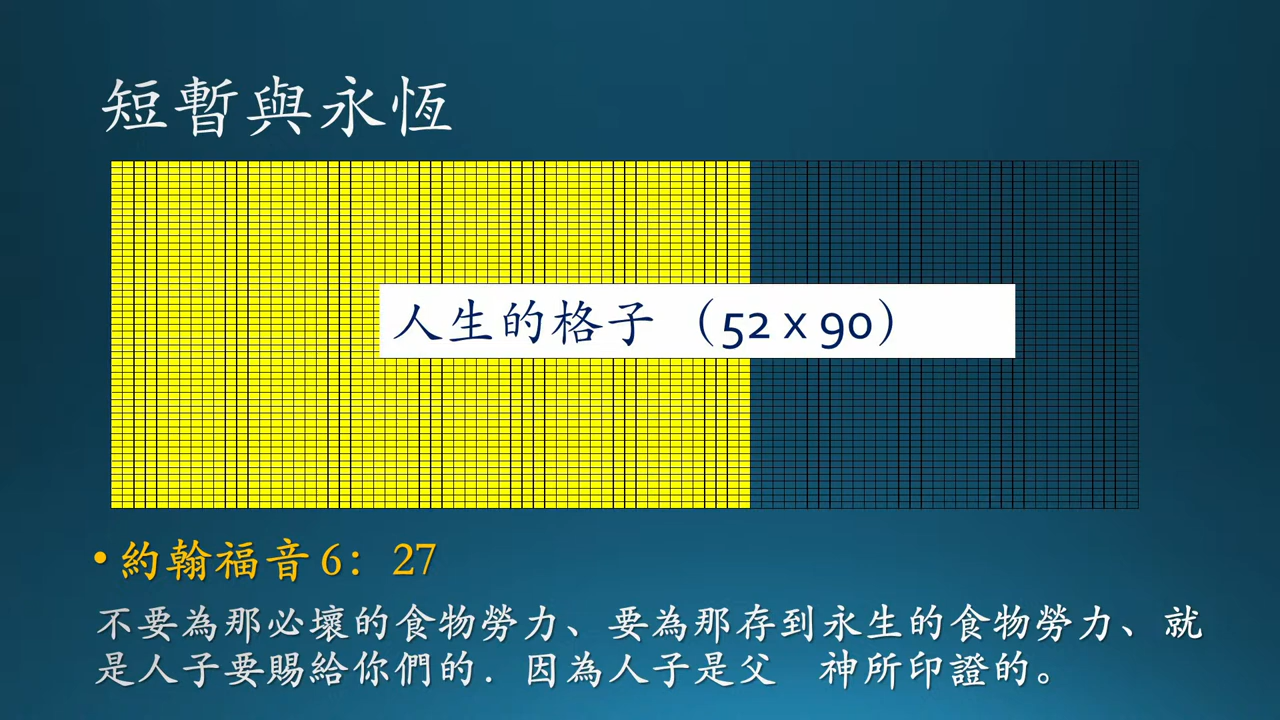 短暫與永恆
人生的格子 （52 x 90）
• 約翰福音 6：27
不要為那必壞的食物勞力、要為那存到永生的食物勞力、就
是人子要賜給你們的．因為人子是父　神所印證的。